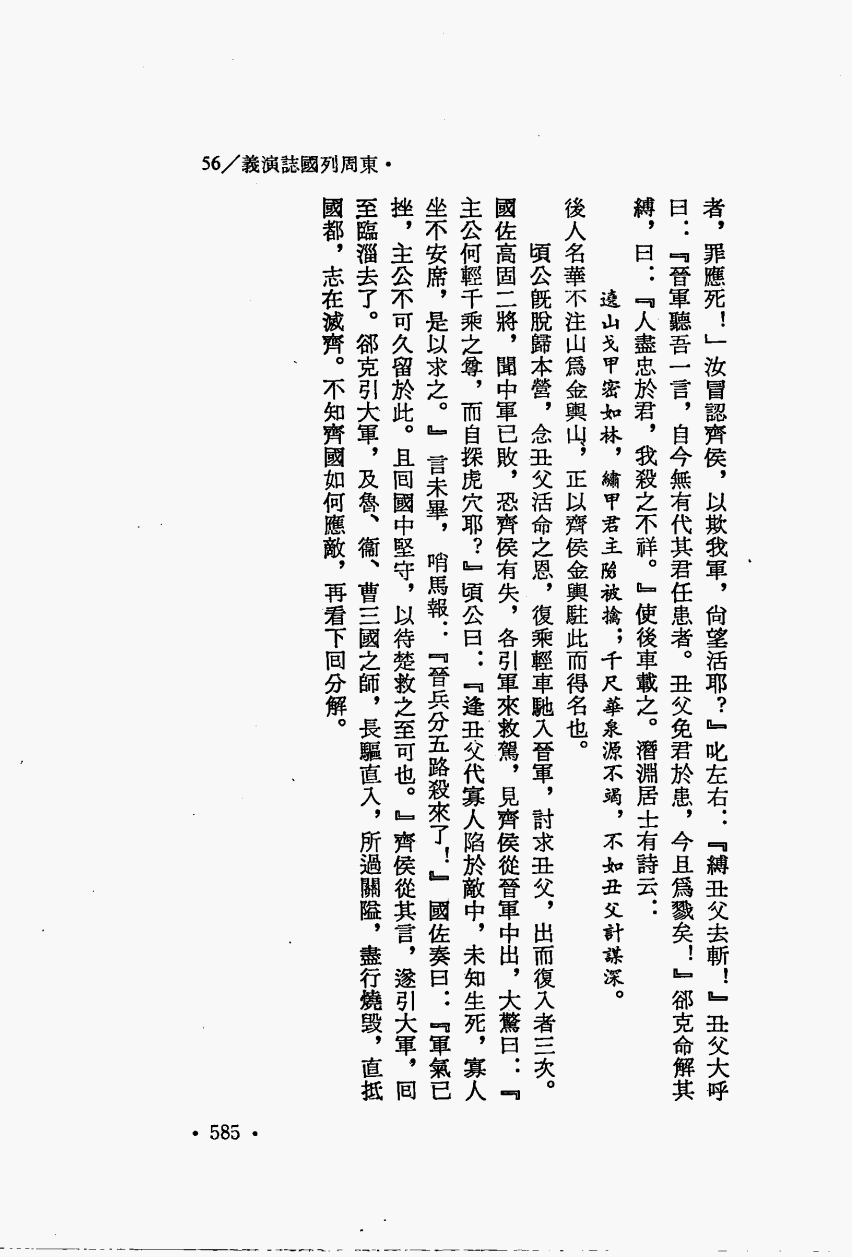 56／義演誌國列周東•
者，罪應死！」汝冒認齊侯，以欺我軍，尙望活耶？』叱左右：『縛丑父去斬！』丑父大呼
曰：『晉軍聽吾一言，自今無有代其君任患者。丑父免君於患，今且爲戮矣！』郤克命解其
縛，曰：『人盡忠於君，我殺之不祥。』使後車載之。潛淵居士有詩云：
遶山戈甲密如林，繡甲君主險被擒；千尺華泉源不竭，不如丑父計謀深。
後人名華不注山爲金輿山，正以齊侯金輿駐此而得名也。
頃公旣脫歸本營，念丑父活命之恩，復乘輕車馳入晉軍，討求丑父，出而復入者三次。
國佐高固二將，聞中軍已敗，恐齊侯有失，各引軍來救駕，見齊侯從晉軍中出，大驚曰：『
主公何輕千乘之尊，而自探虎穴耶？』頃公曰：『逢丑父代寡人陷於敵中，未知生死，寡人
坐不安席，是以求之。』言未畢，哨馬報：『晉兵分五路殺來了！』國佐奏曰：『軍氣已
挫，主公不可久留於此。且囘國中堅守，以待楚救之至可也。』齊侯從其言，遂引大軍，囘
至臨淄去了。郤克引大軍，及魯、衞、曹三國之師，長驅直入，所過關隘，盡行燒毀，直抵
國都，志在滅齊。不知齊國如何應敵，再看下囘分解。
• 585 •